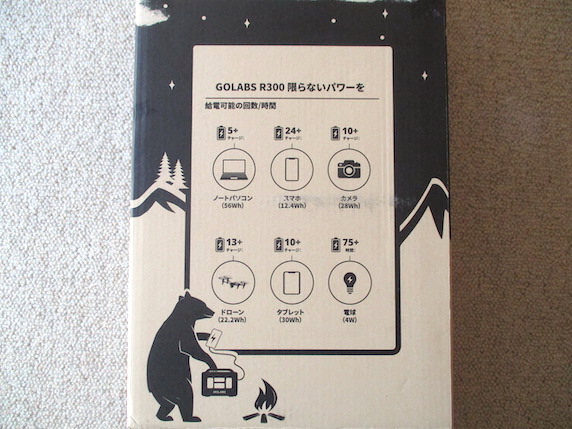 GOLABS R300 限らないパワーを
給電可能の回数/時間
5+
チャージ:
24+
チャージ:
10+
チャージ:
ノートパソコン
(56Wh)
スマホ
(12.4Wh)
カメラ
(28Wh)
13+
チャージ:
10+
チャージ:
75+
時間:
ドローン
(22.2Wh)
タブレット
(30Wh)
電球
(4W)
GOLABS